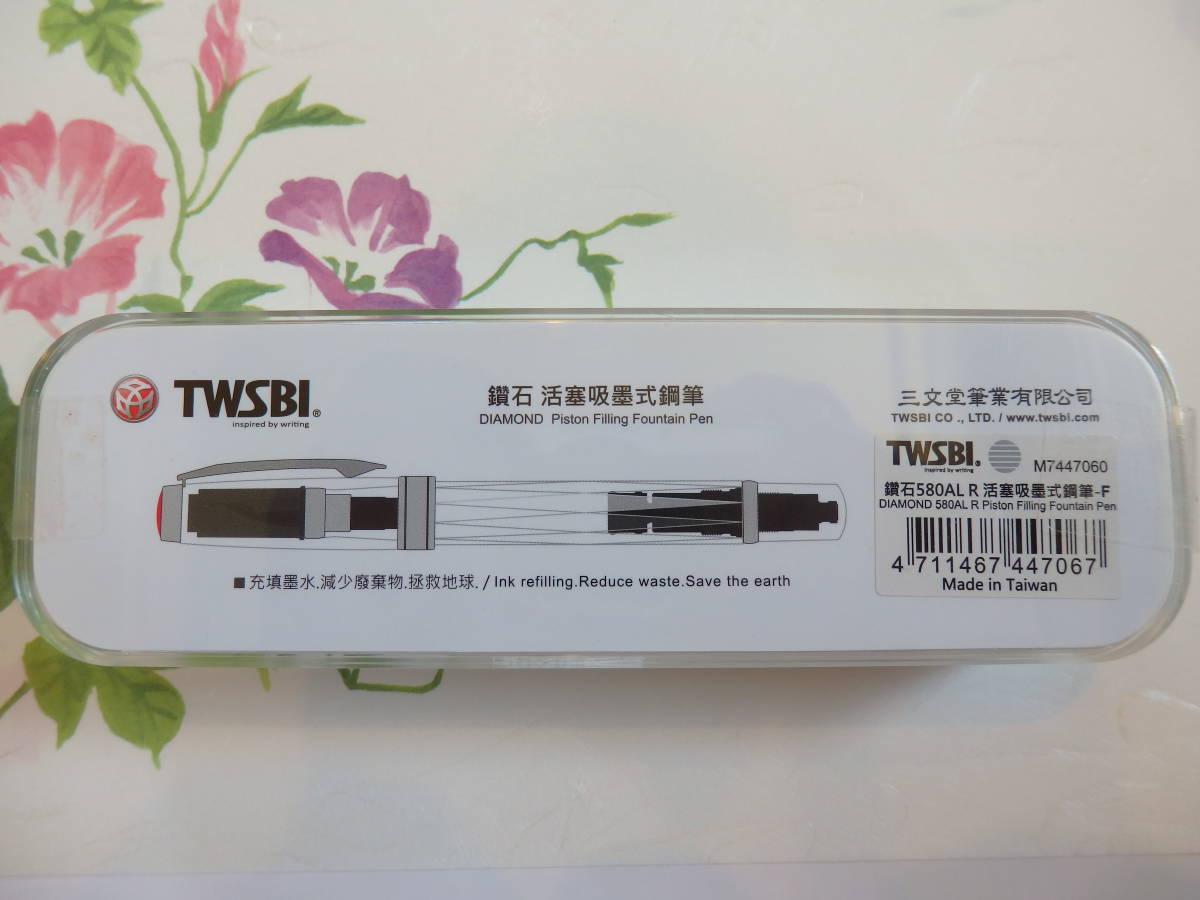 TWSBI®
inspired by writing
鑽石 活塞吸墨式鋼筆
DIAMOND Piston Filling Fountain Pen
三文堂筆業有限公司
TWSBI CO ., LTD. / www.twsbi.com
■ 充填墨水.減少廢棄物.拯救地球. / Ink refilling.Reduce waste.Save the earth
TWSBI®
inspired by writing
M7447060
鑽石580AL R 活塞吸墨式鋼筆-F
DIAMOND 580AL R Piston Filling Fountain Pen
4 711467 447067
Made in Taiwan